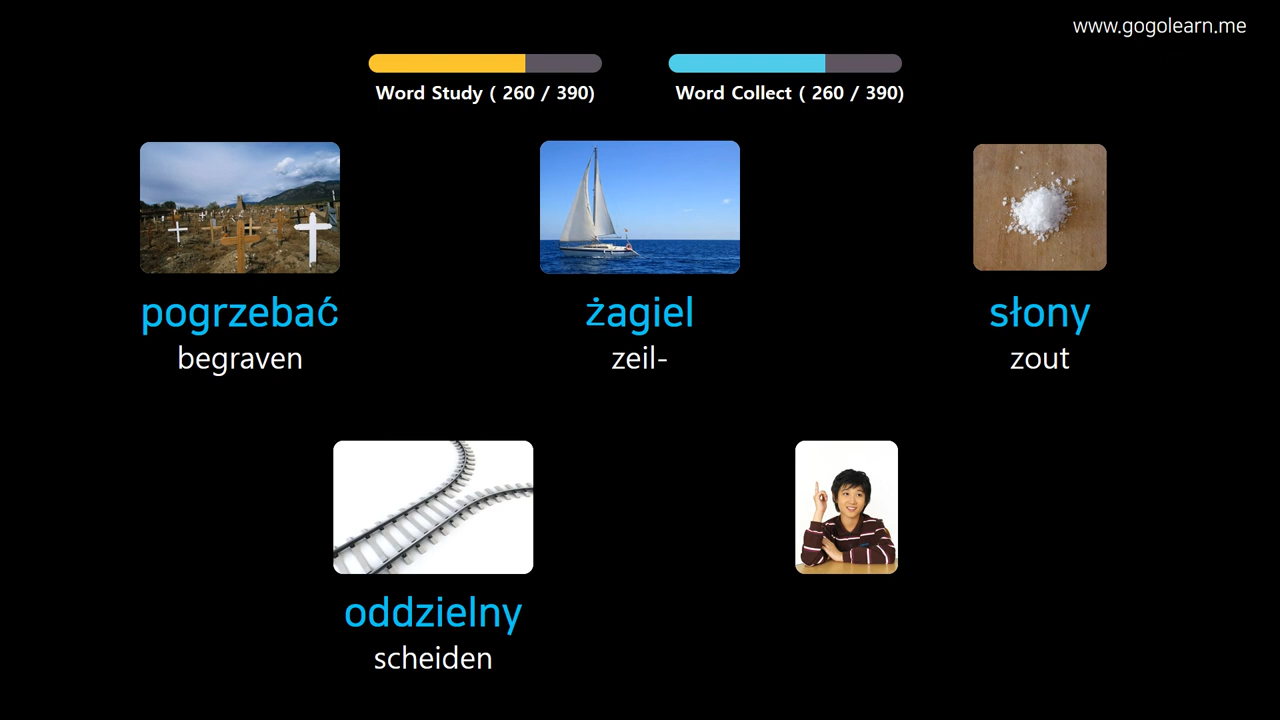 www.gogolearn.me
Word Study ( 260 / 390)
Word Collect ( 260 / 390)
pogrzebać
begraven
żagiel
zeil-
słony
zout
oddzielny
scheiden